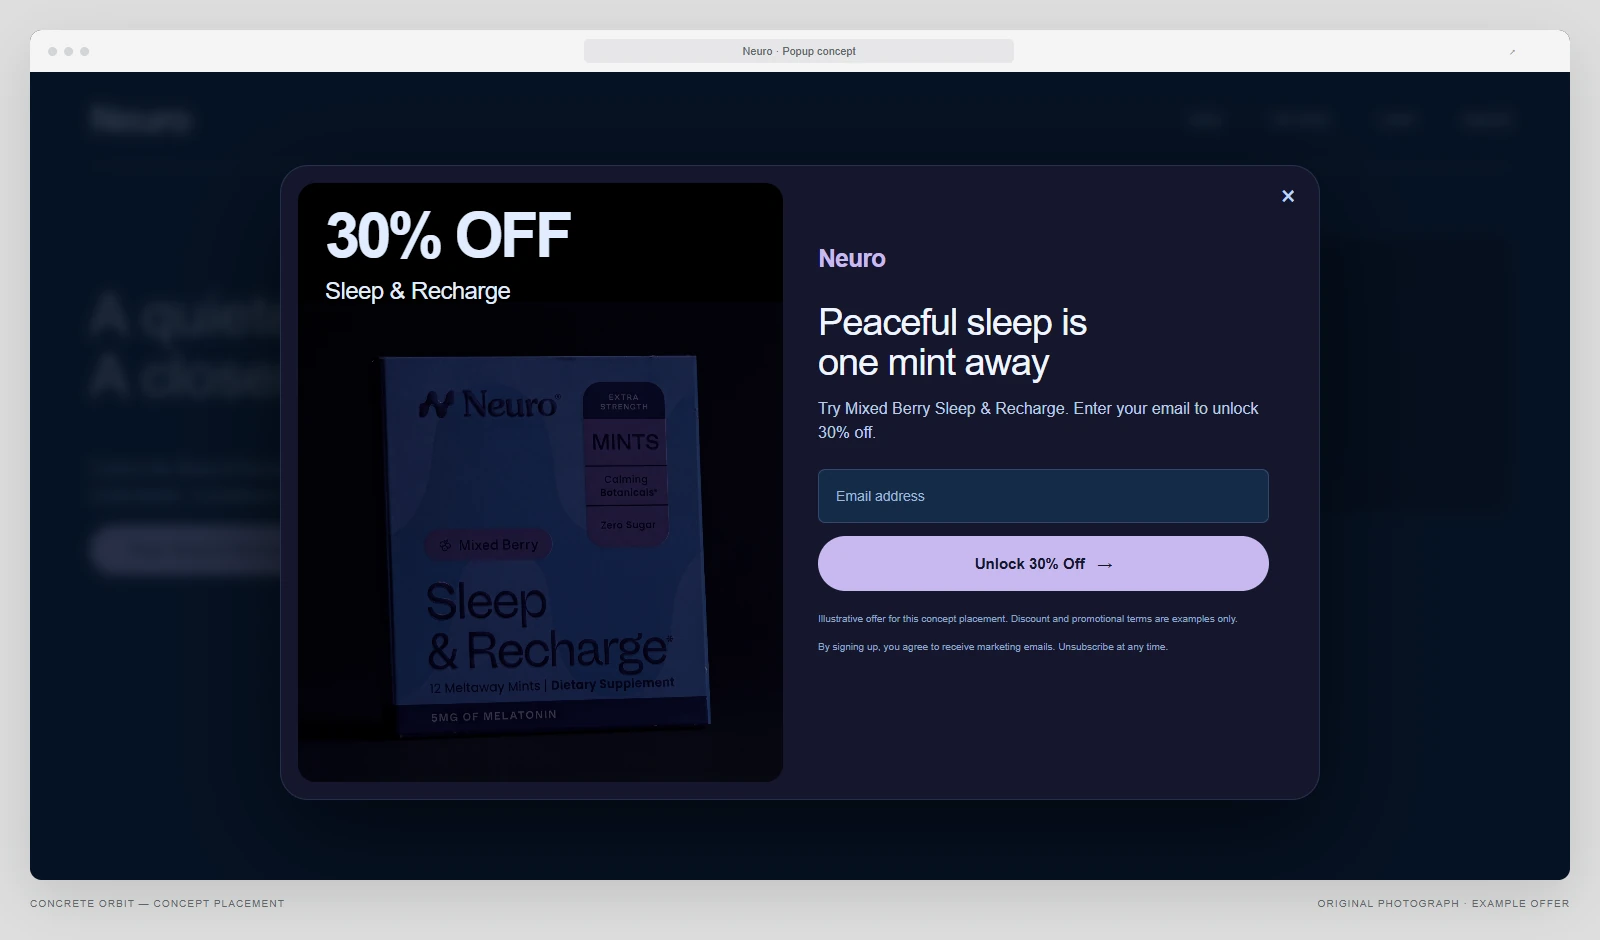 Neuro · Popup concept
Neuro
A quiete
A closer
30% OFF
Sleep & Recharge
Neuro®
EXTRA
STRENGTH
MINTS
Calming
Botanicals*
Zero Sugar
Mixed Berry
Sleep
& Recharge®
12 Meltaway Mints | Dietary Supplement
5MG OF MELATONIN
×
Neuro
Peaceful sleep is
one mint away
Try Mixed Berry Sleep & Recharge. Enter your email to unlock
30% off.
Email address
Unlock 30% Off →
Illustrative offer for this concept placement. Discount and promotional terms are examples only.
By signing up, you agree to receive marketing emails. Unsubscribe at any time.
CONCRETE ORBIT — CONCEPT PLACEMENT
ORIGINAL PHOTOGRAPH · EXAMPLE OFFER